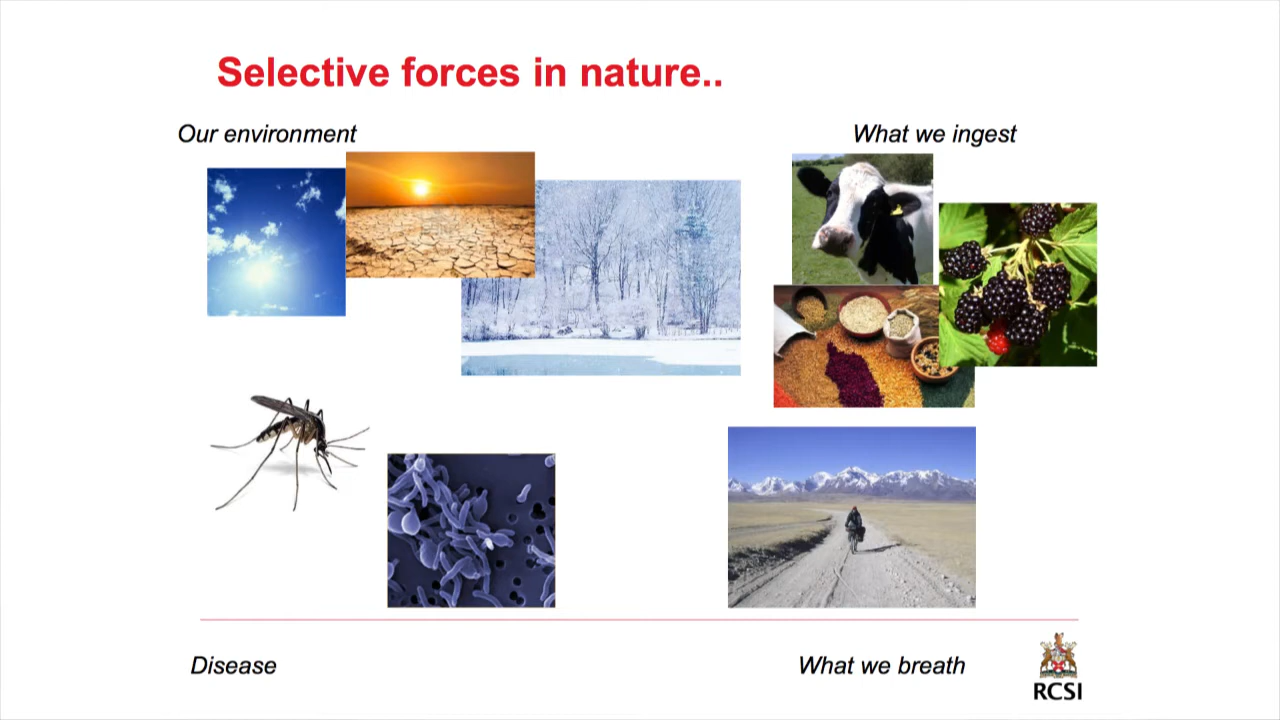 Selective forces in nature..
Our environment
What we ingest
Disease
What we breath
RCSI